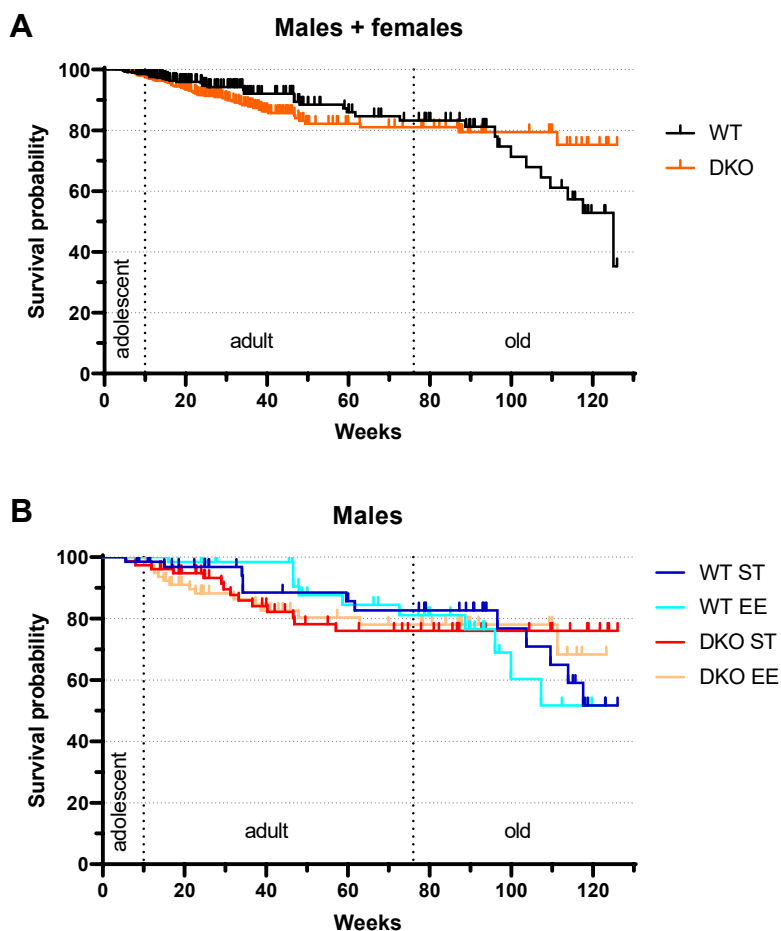 A
Males + females
Survival probability
100
80
60
40
20
0
adolescent
adult
old
0 20 40 60 80 100 120
Weeks
WT
DKO
B
Males
Survival probability
100
80
60
40
20
0
adolescent
adult
old
0 20 40 60 80 100 120
Weeks
WT ST
WT EE
DKO ST
DKO EE